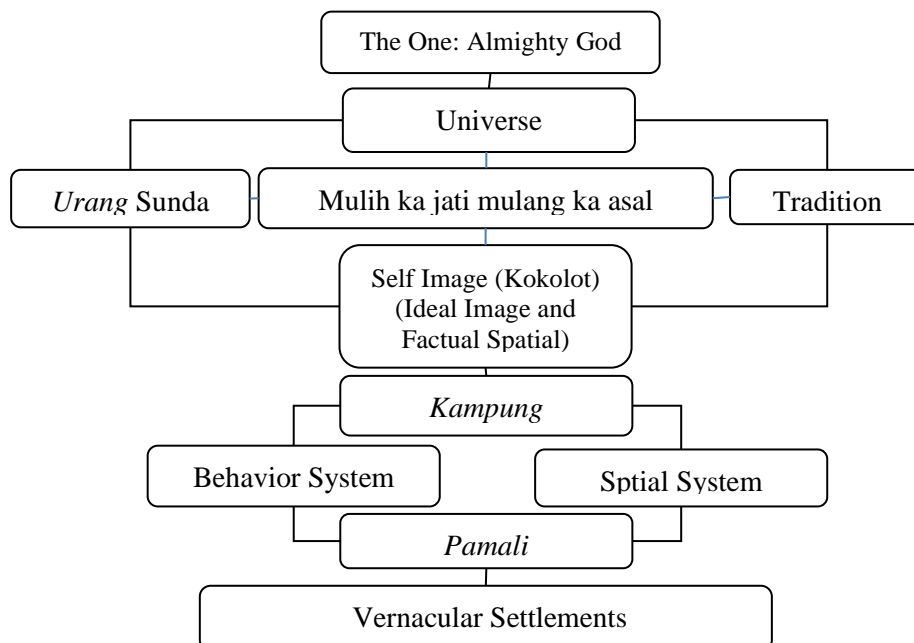 The One: Almighty God
Universe
Urang Sunda
Mulih ka jati mulang ka asal
Tradition
Self Image (Kokolot)
(Ideal Image and
Factual Spatial)
Kampung
Behavior System
Sptial System
Pamali
Vernacular Settlements